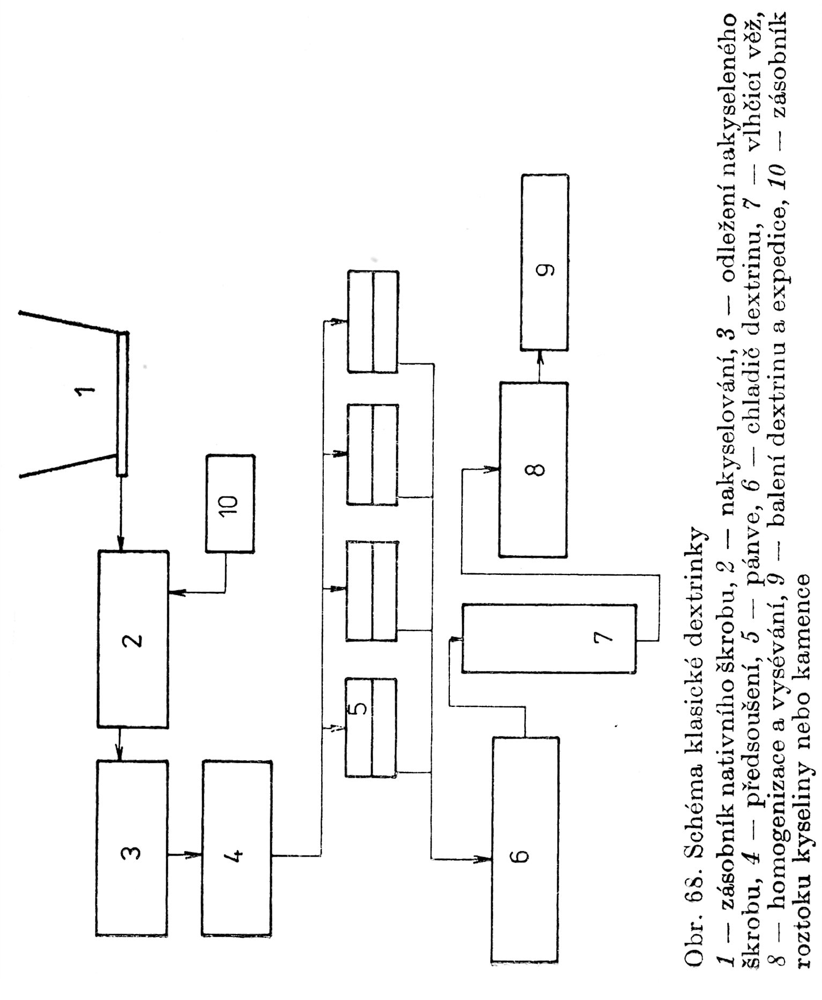 1
2
10
3
4
5
6
7
8
9
Obr. 68. Schéma klasické dextrinky
1 — zásobník nativního škrobu, 2 — nakyselování, 3 — odležení nakyseleného
škrobu, 4 — předsoušení, 5 — pánve, 6 — chladič dextrinu, 7 — vlhčicí věž,
8 — homogenizace a vysévání, 9 — balení dextrinu a expedice, 10 — zásobník
roztoku kyseliny nebo kamence